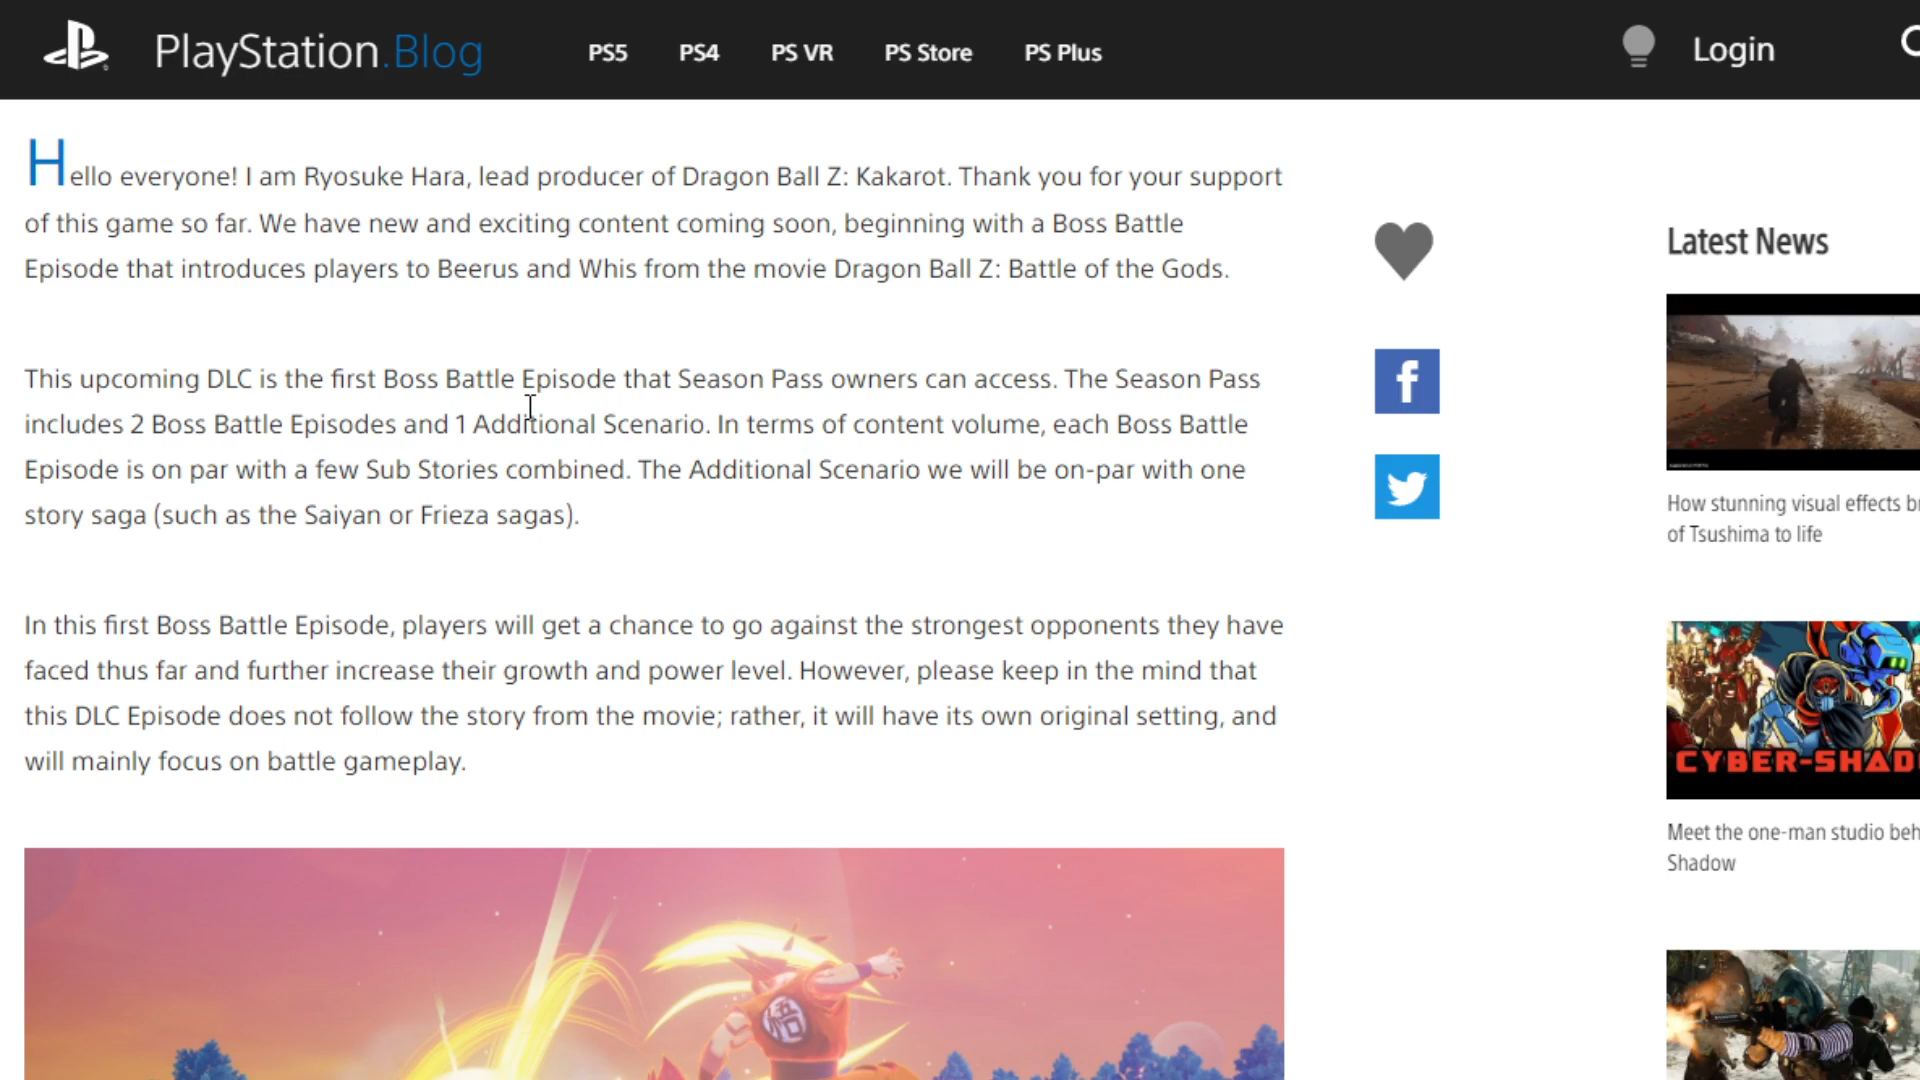 PlayStation.Blog
PS5 PS4 PS VR PS Store PS Plus
Login
Hello everyone! I am Ryosuke Hara, lead producer of Dragon Ball Z: Kakarot. Thank you for your support
of this game so far. We have new and exciting content coming soon, beginning with a Boss Battle
Episode that introduces players to Beerus and Whis from the movie Dragon Ball Z: Battle of the Gods.
This upcoming DLC is the first Boss Battle Episode that Season Pass owners can access. The Season Pass
includes 2 Boss Battle Episodes and 1 Additional Scenario. In terms of content volume, each Boss Battle
Episode is on par with a few Sub Stories combined. The Additional Scenario we will be on-par with one
story saga (such as the Saiyan or Frieza sagas).
In this first Boss Battle Episode, players will get a chance to go against the strongest opponents they have
faced thus far and further increase their growth and power level. However, please keep in the mind that
this DLC Episode does not follow the story from the movie; rather, it will have its own original setting, and
will mainly focus on battle gameplay.
悟
Latest News
How stunning visual effects b
of Tsushima to life
CYBER-SHAD
Meet the one-man studio beh
Shadow